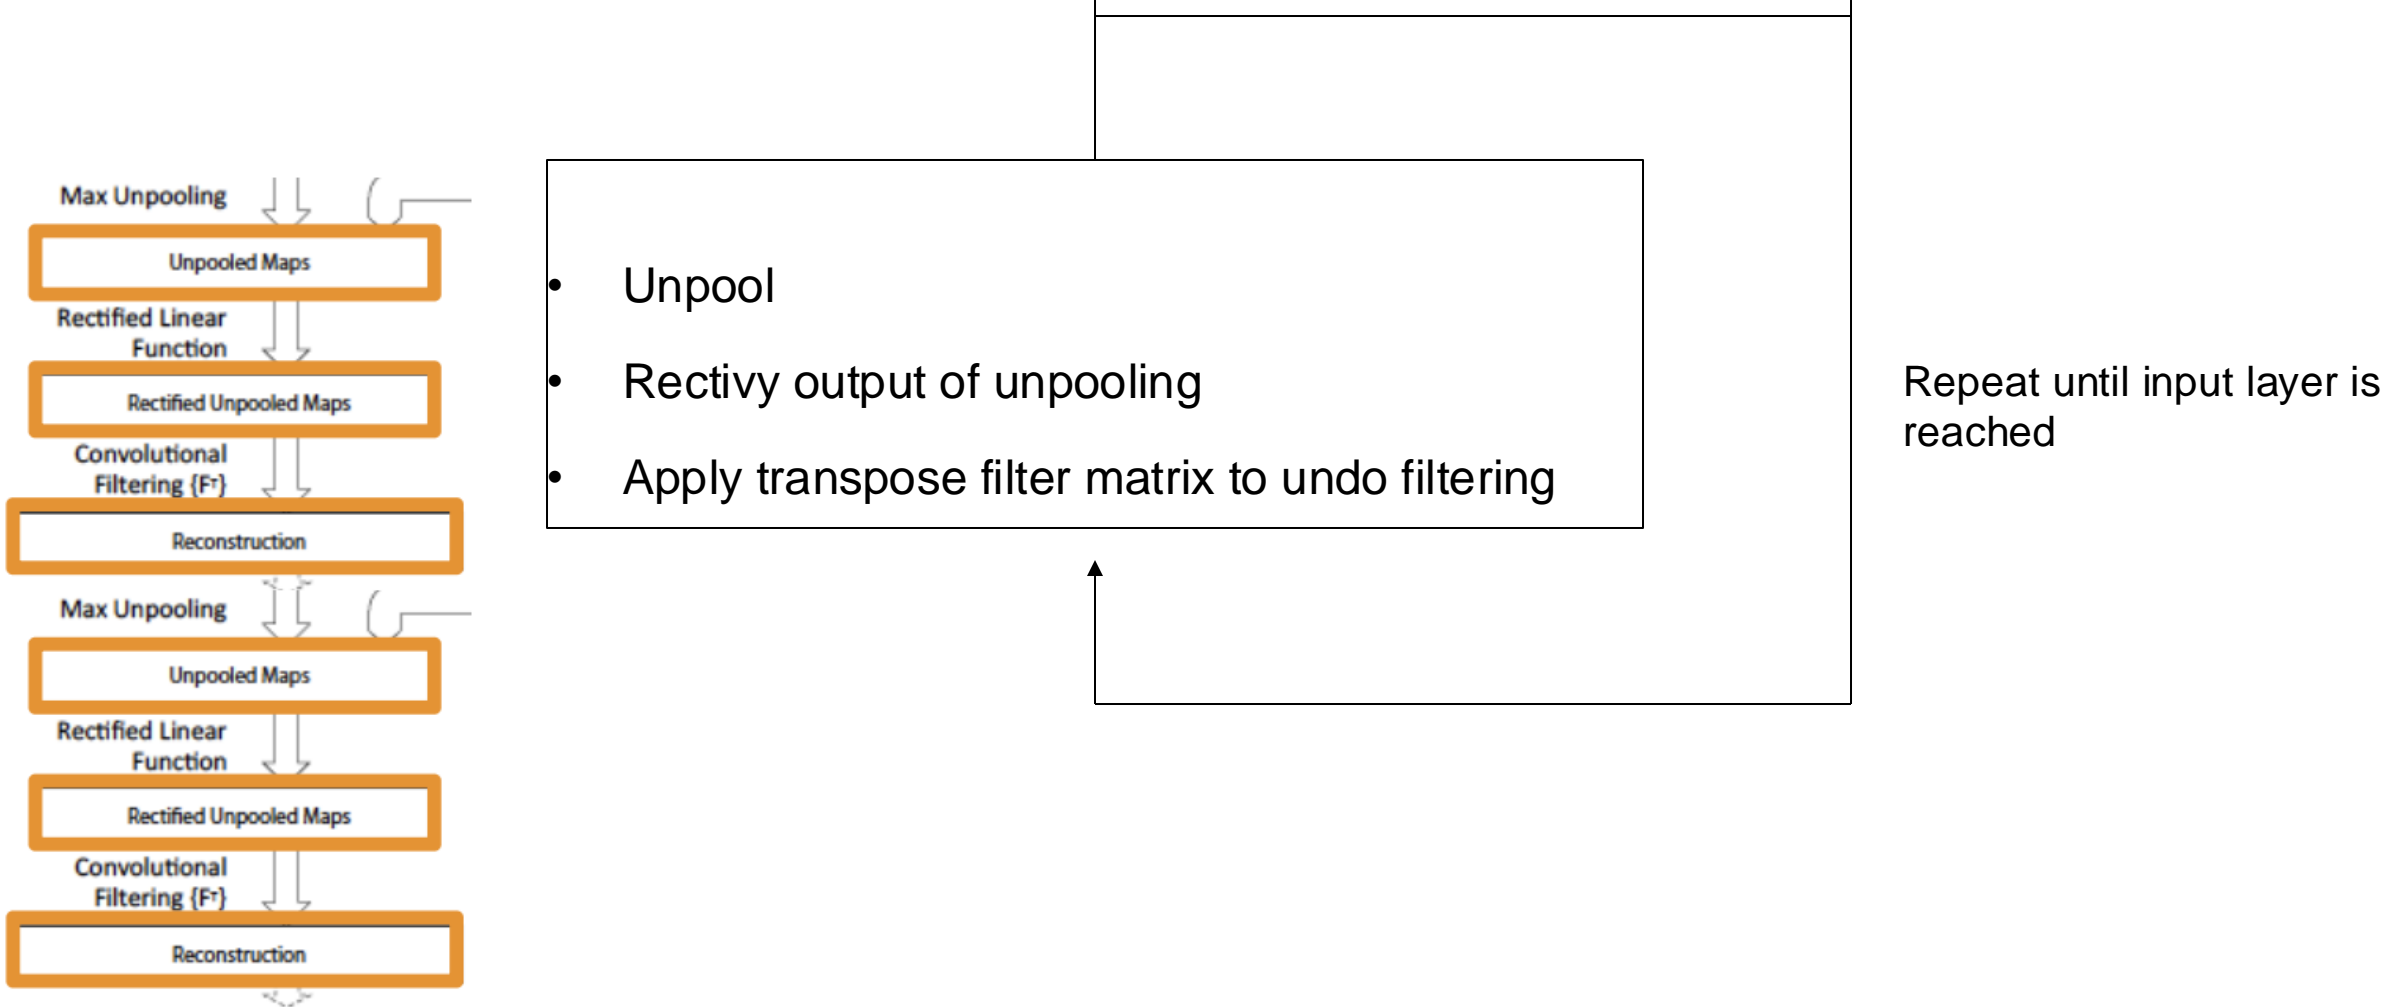 Max Unpooling
Unpooled Maps
Rectified Linear
Function
Rectified Unpooled Maps
Convolutional
Filtering {Fᵀ}
Reconstruction
Max Unpooling
Unpooled Maps
Rectified Linear
Function
Rectified Unpooled Maps
Convolutional
Filtering {Fᵀ}
Reconstruction
• Unpool
• Rectivy output of unpooling
• Apply transpose filter matrix to undo filtering
Repeat until input layer is
reached